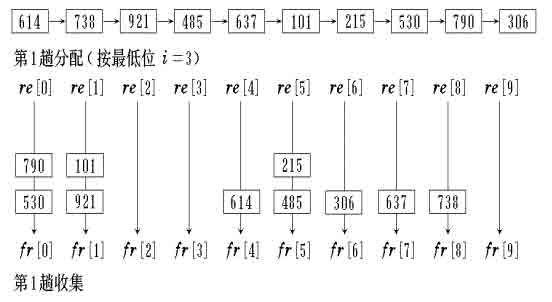 614 738 921 485 637 101 215 530 790 306
第1趟分配(按最低位 i=3)
re[0] re[1] re[2] re[3] re[4] re[5] re[6] re[7] re[8] re[9]
790 101 215
530 921 614 485 306 637 738
fr[0] fr[1] fr[2] fr[3] fr[4] fr[5] fr[6] fr[7] fr[8] fr[9]
第1趟收集